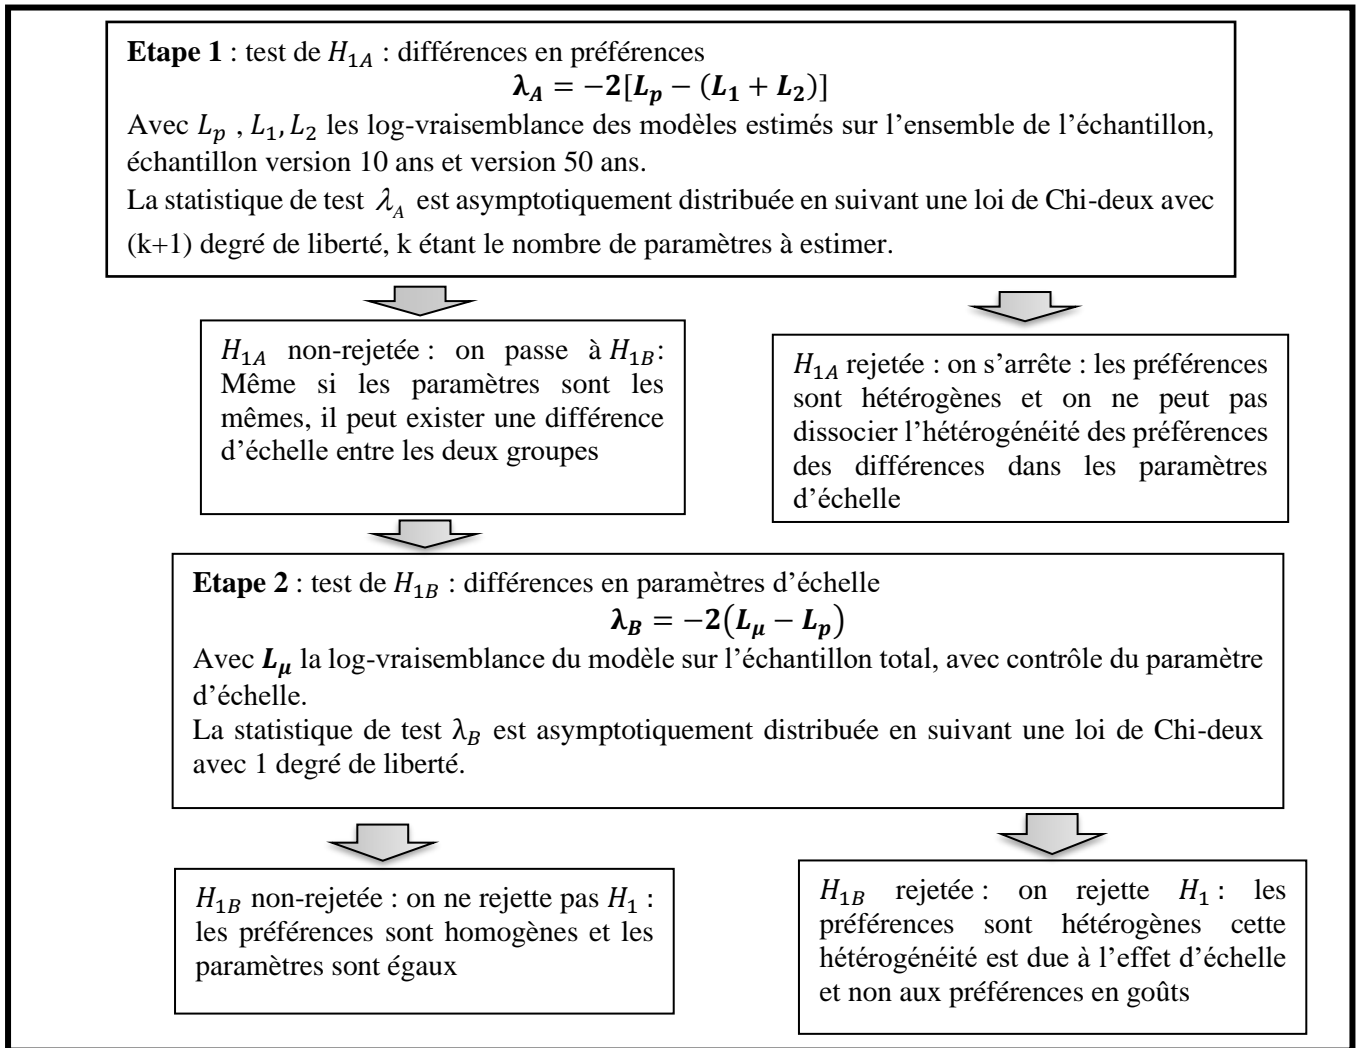 Etape 1 : test de H₁A : différences en préférences
λ_A = −2[L_p − (L₁ + L₂)]
Avec L_p , L₁, L₂ les log-vraisemblance des modèles estimés sur l’ensemble de l’échantillon,
échantillon version 10 ans et version 50 ans.
La statistique de test λ_A est asymptotiquement distribuée en suivant une loi de Chi-deux avec
(k+1) degré de liberté, k étant le nombre de paramètres à estimer.
H₁A non-rejetée : on passe à H₁B:
Même si les paramètres sont les
mêmes, il peut exister une différence
d’échelle entre les deux groupes
H₁A rejetée : on s’arrête : les préférences
sont hétérogènes et on ne peut pas
dissocier l’hétérogénéité des préférences
des différences dans les paramètres
d’échelle
Etape 2 : test de H₁B : différences en paramètres d’échelle
λ_B = −2(L_μ − L_p)
Avec L_μ la log-vraisemblance du modèle sur l’échantillon total, avec contrôle du paramètre
d’échelle.
La statistique de test λ_B est asymptotiquement distribuée en suivant une loi de Chi-deux
avec 1 degré de liberté.
H₁B non-rejetée : on ne rejette pas H₁ :
les préférences sont homogènes et les
paramètres sont égaux
H₁B rejetée : on rejette H₁ : les
préférences sont hétérogènes cette
hétérogénéité est due à l’effet d’échelle
et non aux préférences en goûts